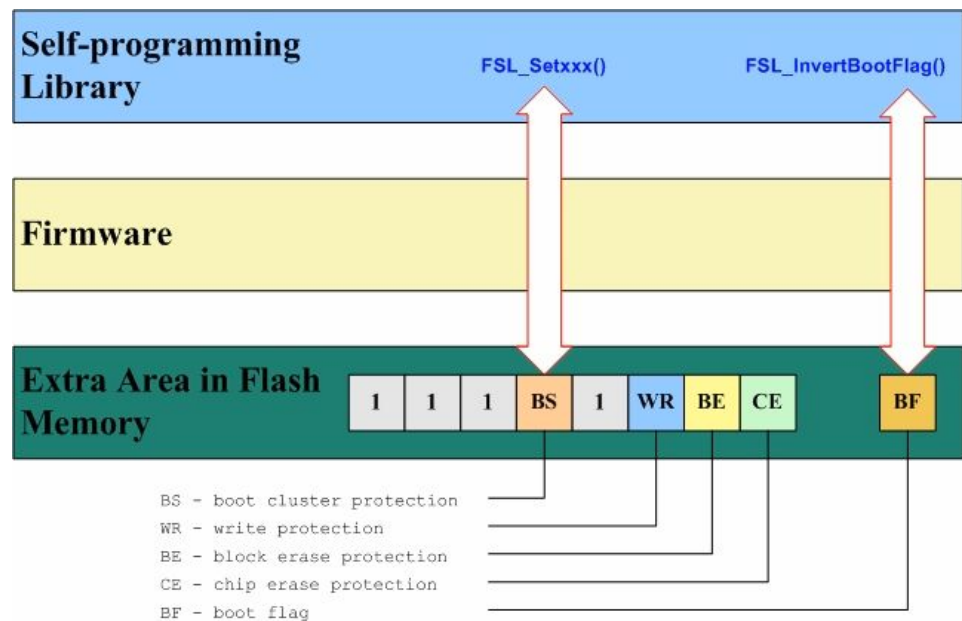 Self-programming
Library
FSL_Setxxx()
FSL_InvertBootFlag()
Firmware
Extra Area in Flash
Memory
1 1 1 BS 1 WR BE CE BF
BS - boot cluster protection
WR - write protection
BE - block erase protection
CE - chip erase protection
BF - boot flag